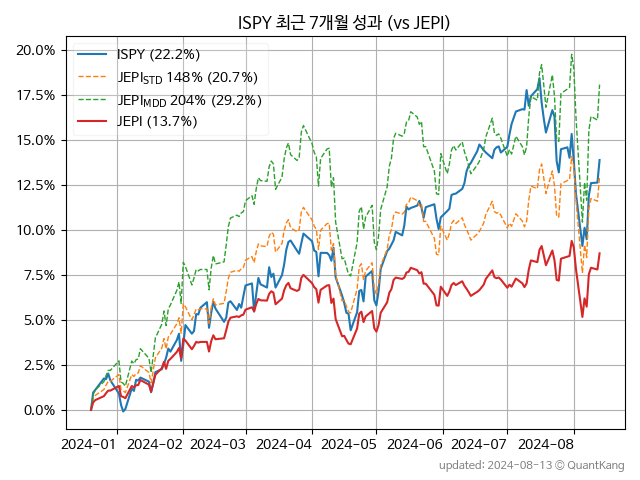 ISPY 최근 7개월 성과 (vs JEPI)
ISPY (22.2%)
JEPI_STD 148% (20.7%)
JEPI_MDD 204% (29.2%)
JEPI (13.7%)
20.0%
17.5%
15.0%
12.5%
10.0%
7.5%
5.0%
2.5%
0.0%
2024-01 2024-02 2024-03 2024-04 2024-05 2024-06 2024-07 2024-08
updated: 2024-08-13 © QuantKang